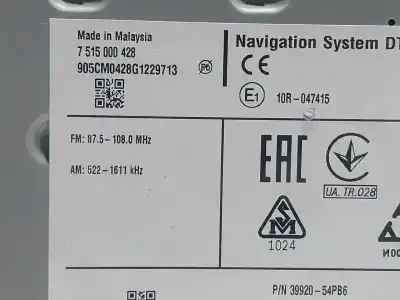 Made in Malaysia
7 515 000 428
905CM0428G1229713
Pb
Navigation System DT
CE
E1
10R-047415
FM: 87.5-108.0 MHz
AM: 522-1611 kHz
EAC
UA.TR.028
S
M
1024
P/N 39920-54PB6